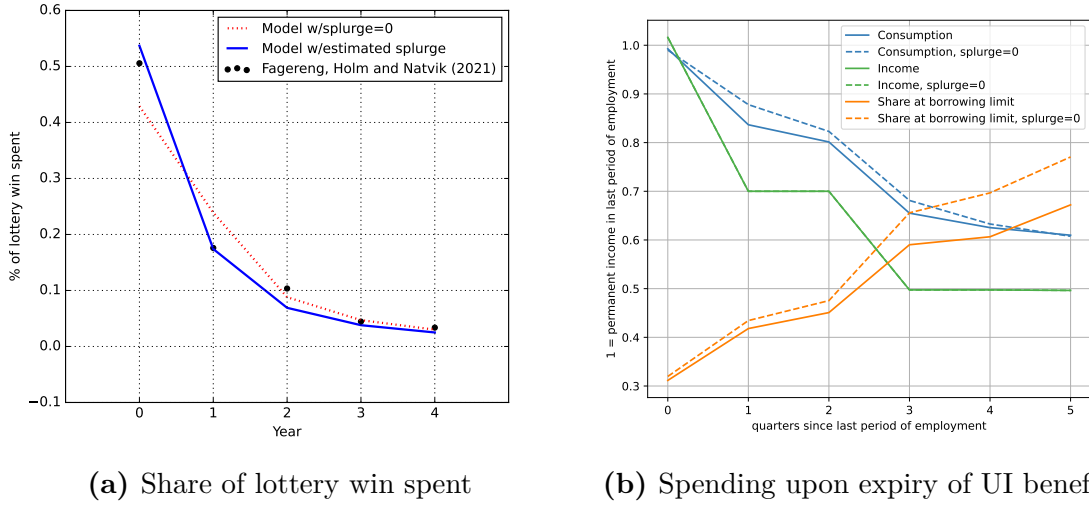 0.6
0.5
0.4
0.3
0.2
0.1
0.0
−0.1
% of lottery win spent
0
1
2
3
4
Year
Model w/splurge=0
Model w/estimated splurge
Fagereng, Holm and Natvik (2021)
(a) Share of lottery win spent
1.0
0.9
0.8
0.7
0.6
0.5
0.4
0.3
1 = permanent income in last period of employment
0
1
2
3
4
5
quarters since last period of employment
Consumption
Consumption, splurge=0
Income
Income, splurge=0
Share at borrowing limit
Share at borrowing limit, splurge=0
(b) Spending upon expiry of UI benef